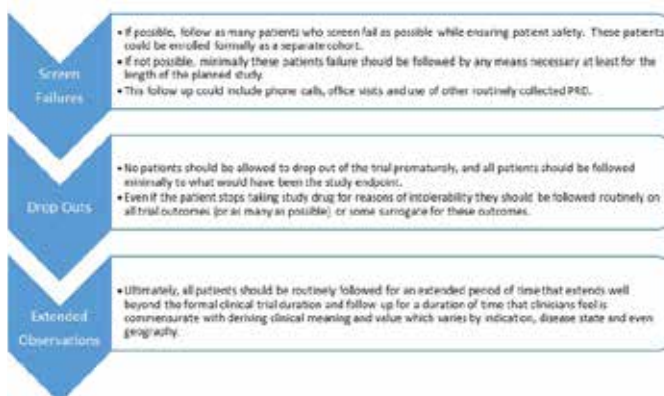 Screen
Failures
• If possible, follow as many patients who screen fail as possible while ensuring patient safety. These patients
could be enrolled formally as a separate cohort.
• If not possible, minimally these patients failure should be followed by any means necessary at least for the
length of the planned study.
• This follow up could include phone calls, office visits and use of other routinely collected PRD.
Drop Outs
• No patients should be allowed to drop out of the trial prematurely, and all patients should be followed
minimally to what would have been the study endpoint.
• Even if the patient stops taking study drug for reasons of intolerability they should be followed routinely on
all trial outcomes (or as many as possible) or some surrogate for these outcomes.
Extended
Observations
• Ultimately, all patients should be routinely followed for an extended period of time that extends well
beyond the formal clinical trial duration and follow up for a duration of time that clinicians feel is
commensurate with deriving clinical meaning and value which varies by indication, disease state and even
geography.